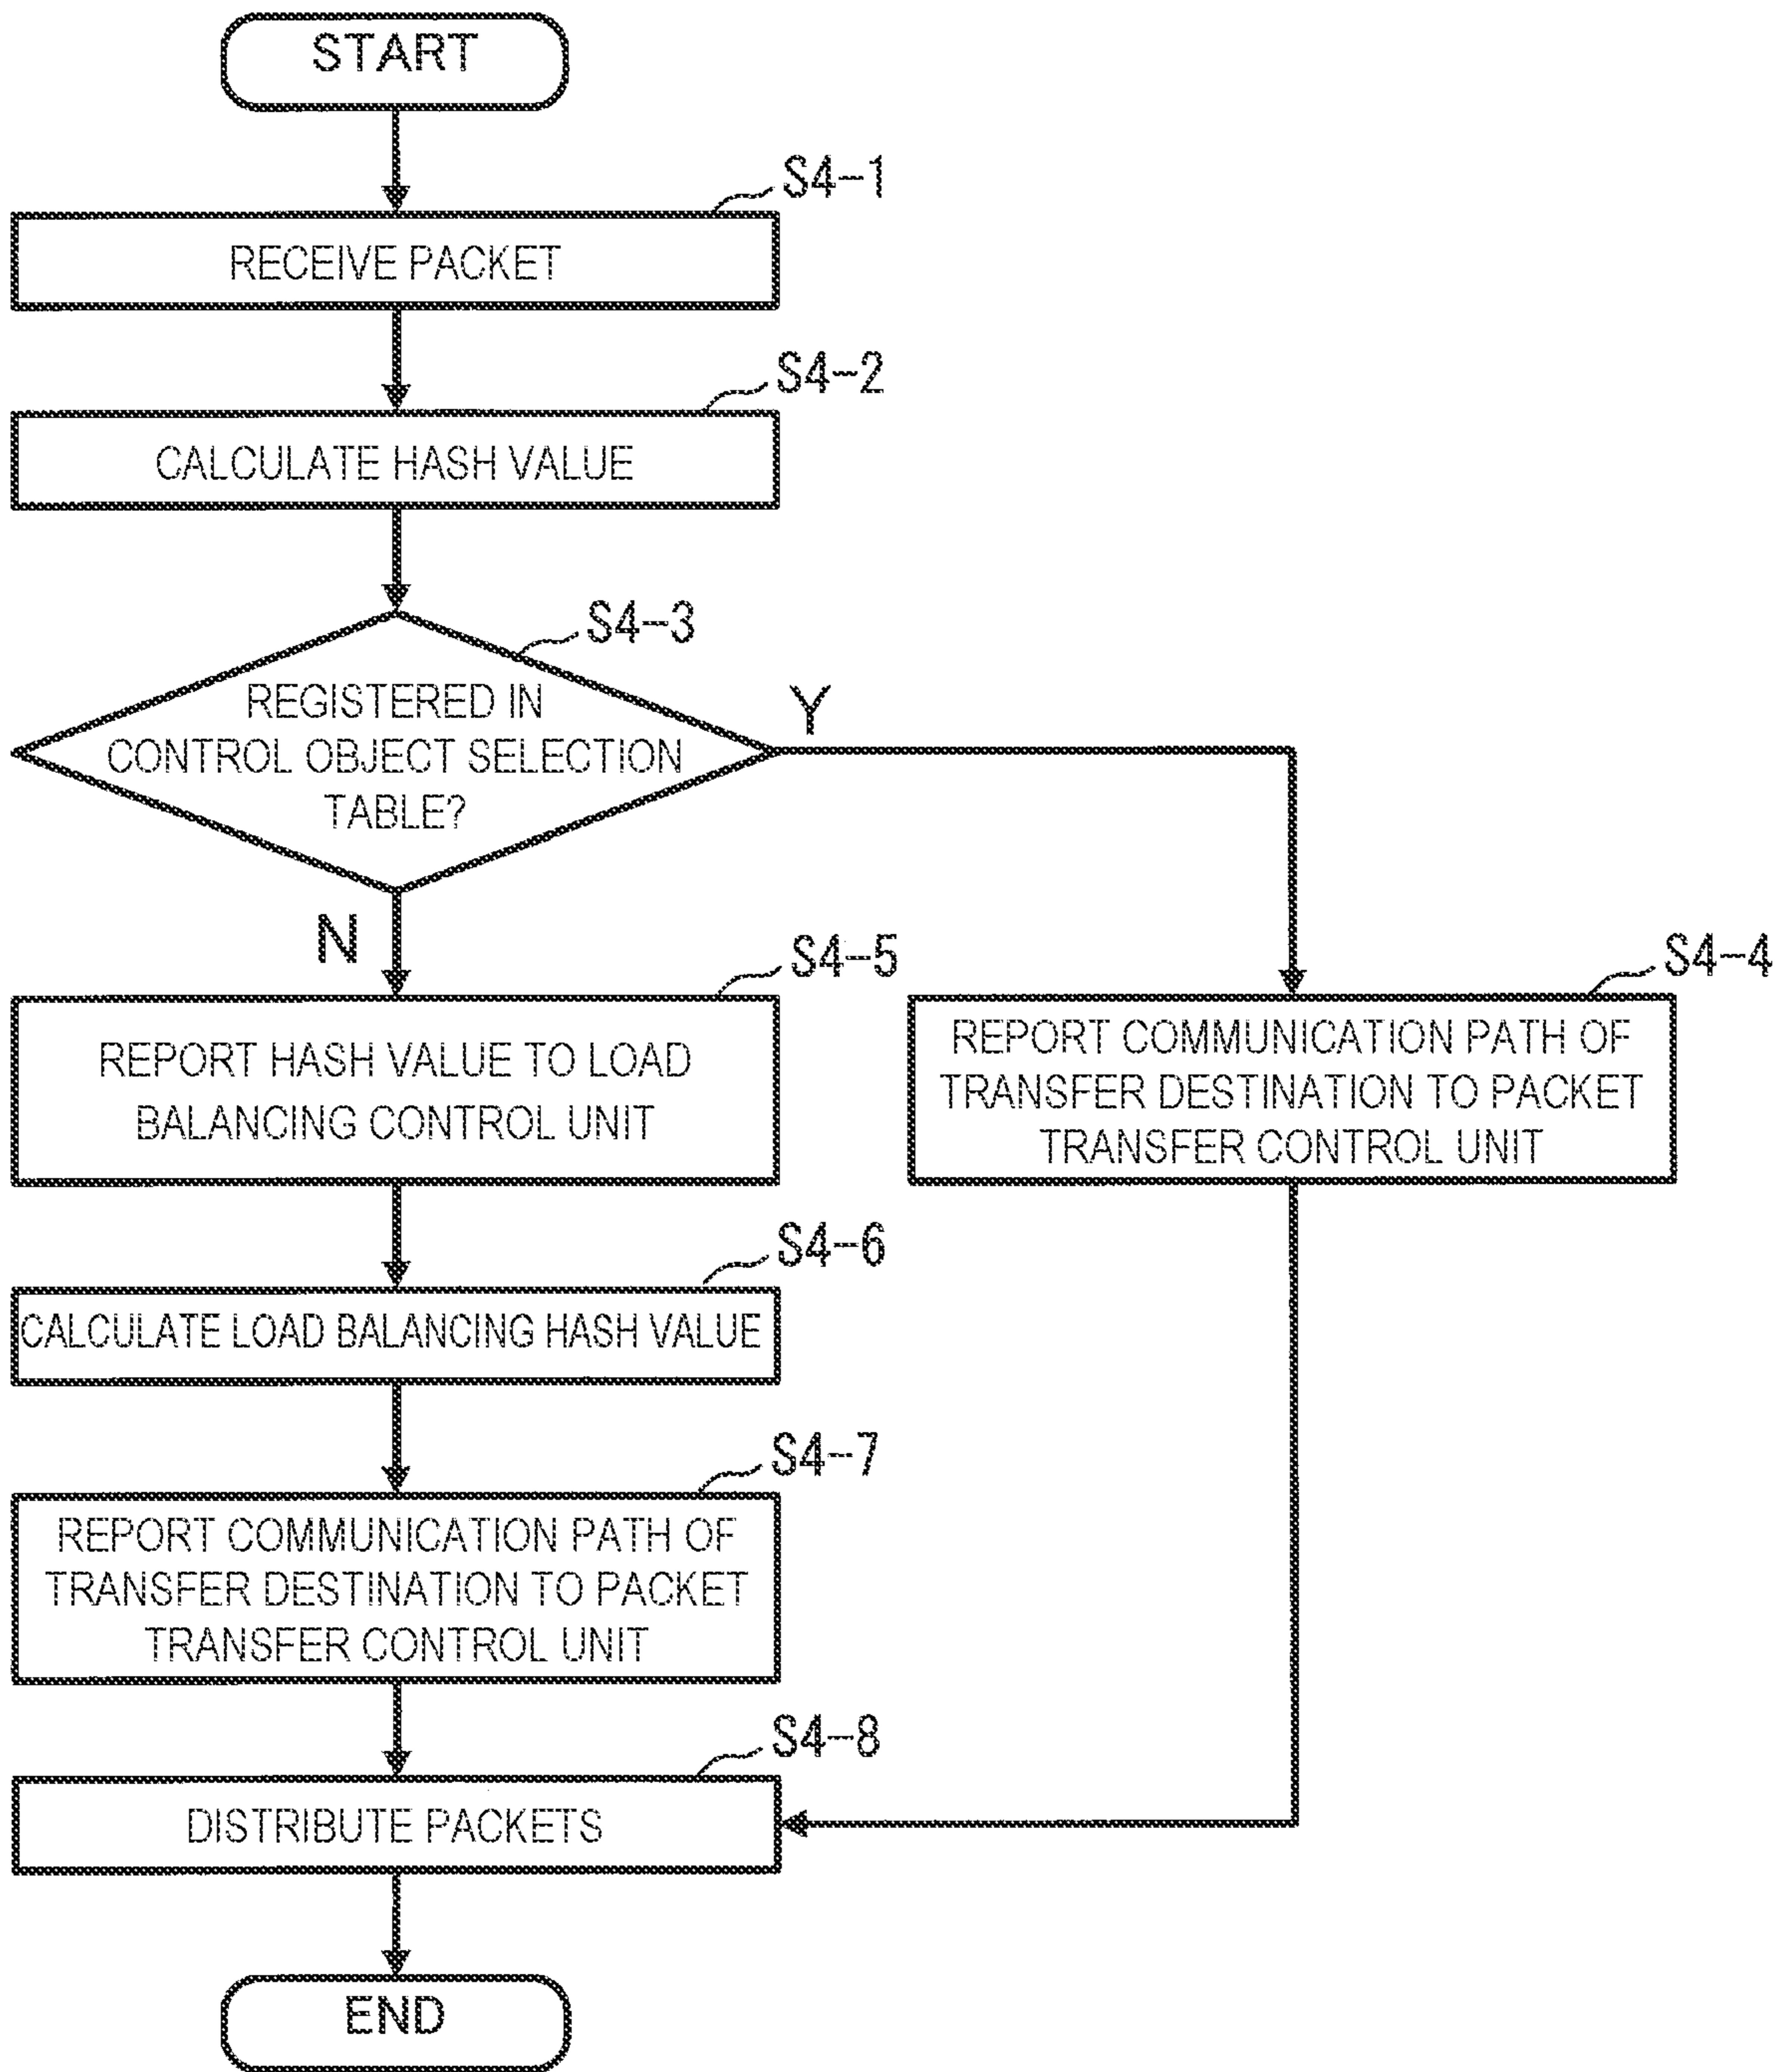 START
S4-1
RECEIVE PACKET
S4-2
CALCULATE HASH VALUE
S4-3
REGISTERED IN
CONTROL OBJECT SELECTION
TABLE?
Y
N
S4-5
REPORT HASH VALUE TO LOAD
BALANCING CONTROL UNIT
S4-4
REPORT COMMUNICATION PATH OF
TRANSFER DESTINATION TO PACKET
TRANSFER CONTROL UNIT
S4-6
CALCULATE LOAD BALANCING HASH VALUE
S4-7
REPORT COMMUNICATION PATH OF
TRANSFER DESTINATION TO PACKET
TRANSFER CONTROL UNIT
S4-8
DISTRIBUTE PACKETS
END